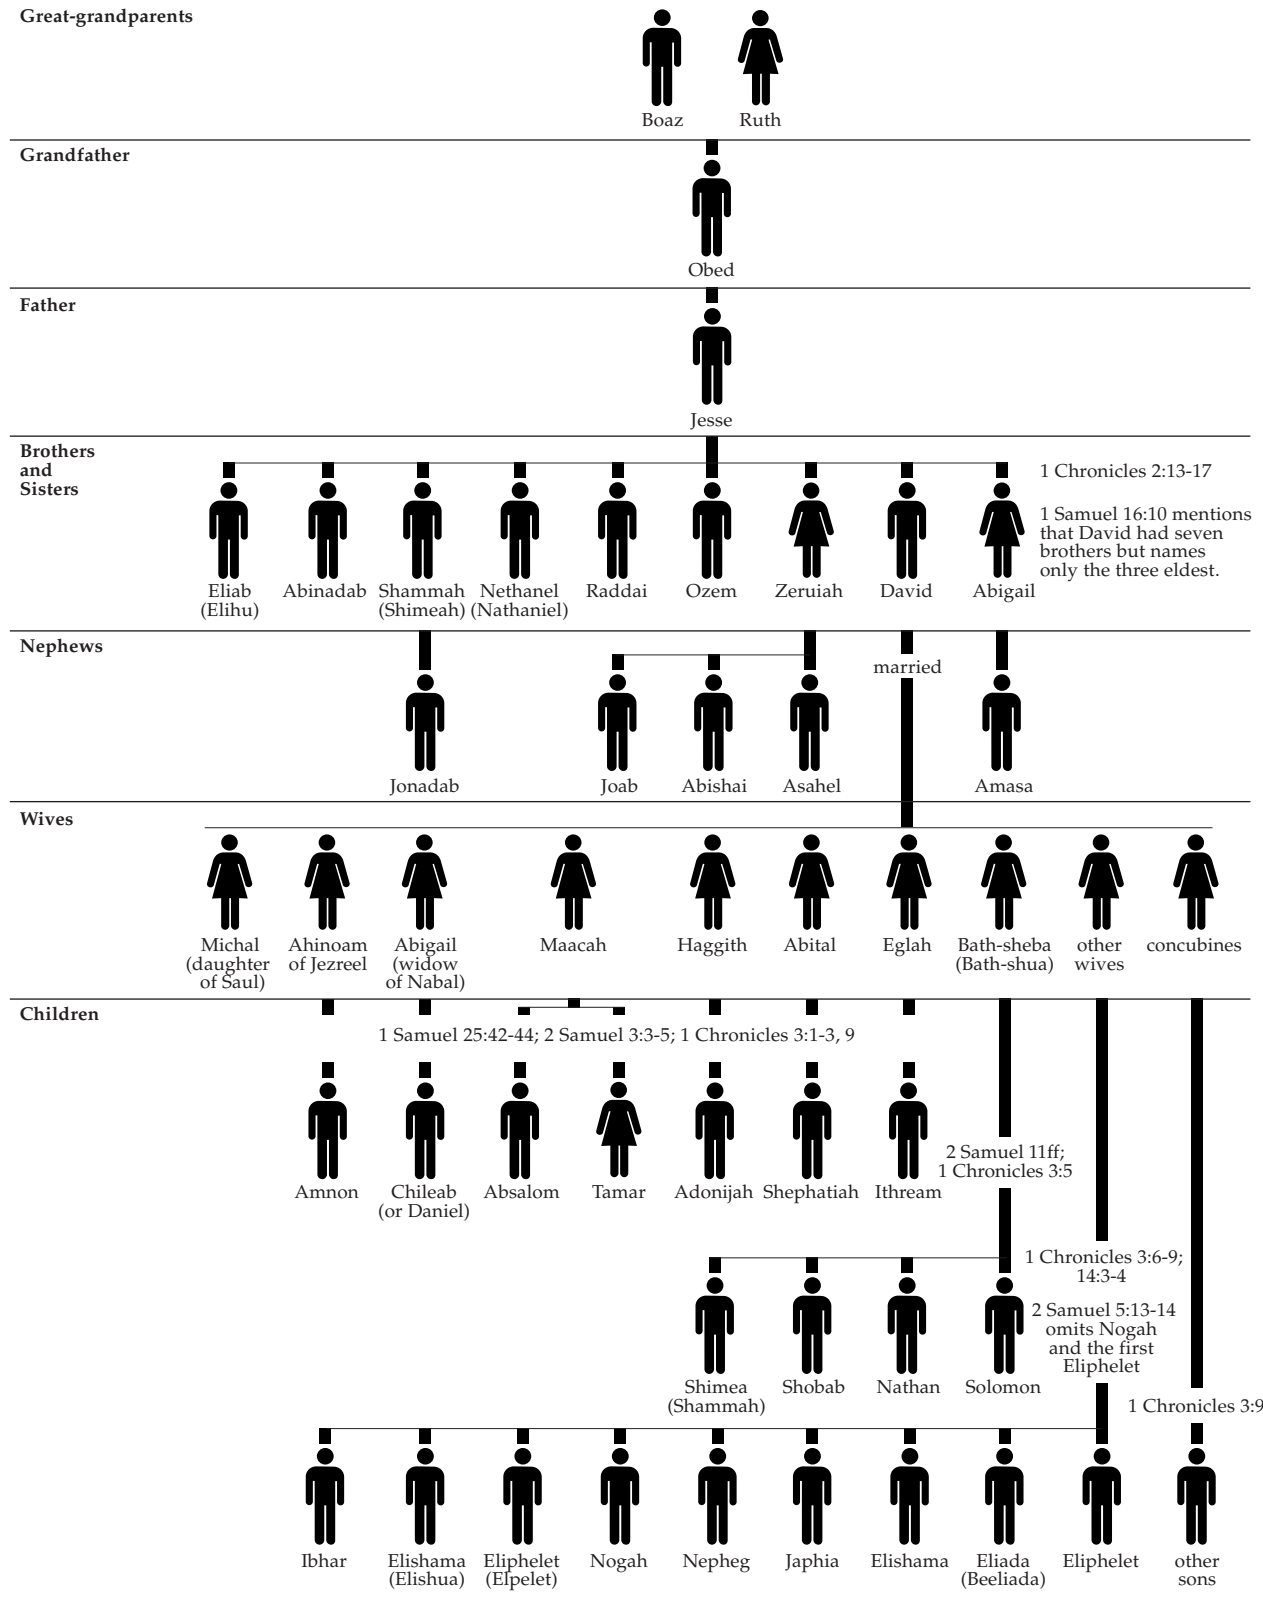 Great-grandparents
Boaz
Ruth
Grandfather
Obed
Father
Jesse
Brothers
and
Sisters
1 Chronicles 2:13-17
1 Samuel 16:10 mentions
that David had seven
brothers but names
only the three eldest.
Eliab
(Elihu)
Abinadab
Shammah
(Shimeah)
Nethanel
(Nathaniel)
Raddai
Ozem
Zeruiah
David
Abigail
Nephews
married
Jonadab
Joab
Abishai
Asahel
Amasa
Wives
Michal
(daughter
of Saul)
Ahinoam
of Jezreel
Abigail
(widow
of Nabal)
Maacah
Haggith
Abital
Eglah
Bath-sheba
(Bath-shua)
other
wives
concubines
Children
1 Samuel 25:42-44; 2 Samuel 3:3-5; 1 Chronicles 3:1-3, 9
Amnon
Chileab
(or Daniel)
Absalom
Tamar
Adonijah
Shephatiah
Ithream
2 Samuel 11ff;
1 Chronicles 3:5
1 Chronicles 3:6-9;
14:3-4
2 Samuel 5:13-14
omits Nogah
and the first
Eliphelet
Shimea
(Shammah)
Shobab
Nathan
Solomon
1 Chronicles 3:9
Ibhar
Elishama
(Elishua)
Eliphelet
(Elpelet)
Nogah
Nepheg
Japhia
Elishama
Eliada
(Beeliada)
Eliphelet
other
sons